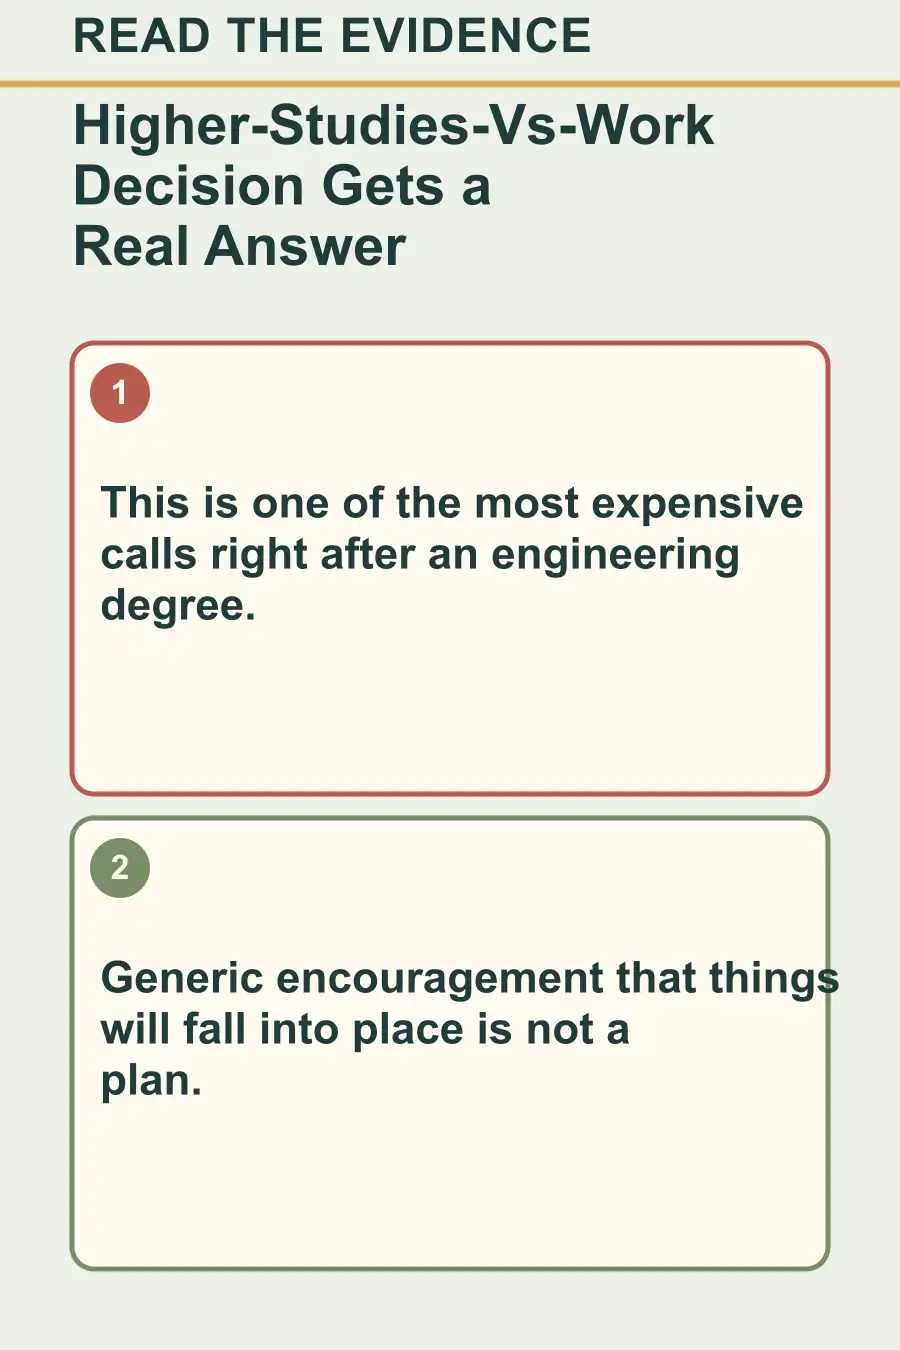 READ THE EVIDENCE
Higher-Studies-Vs-Work
Decision Gets a
Real Answer
1
This is one of the most expensive
calls right after an engineering
degree.
2
Generic encouragement that things
will fall into place is not a
plan.